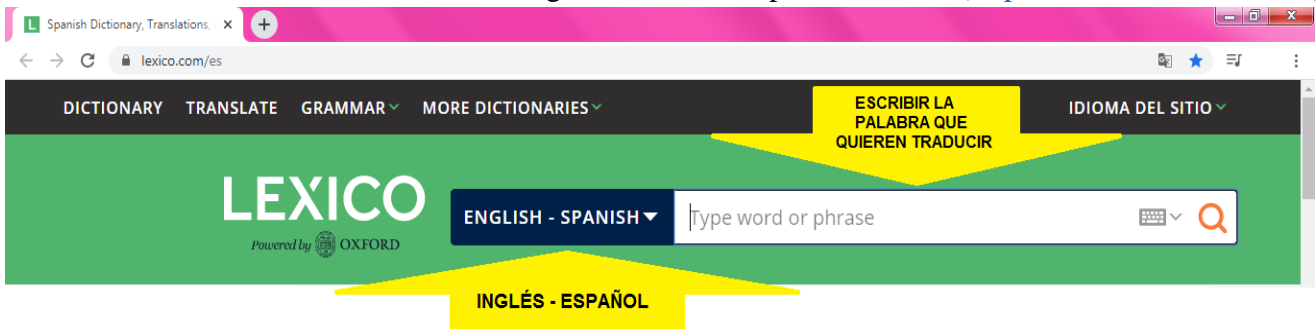 L Spanish Dictionary, Translations, × +
lexico.com/es
DICTIONARY TRANSLATE GRAMMAR MORE DICTIONARIES IDIOMA DEL SITIO
ESCRIBIR LA
PALABRA QUE
QUIEREN TRADUCIR
LEXICO
Powered by OXFORD
ENGLISH - SPANISH Type word or phrase
INGLÉS - ESPAÑOL